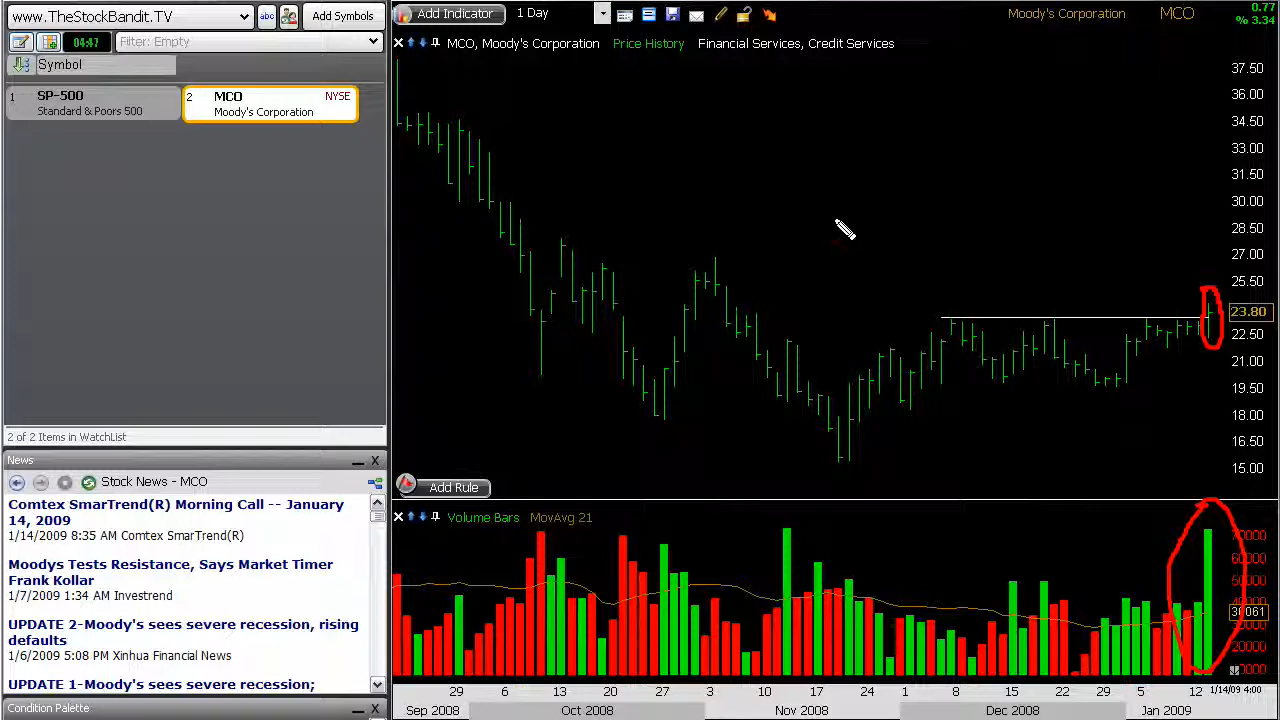 www.TheStockBandit.TV
abc
Add Symbols
04:47
Filter: Empty
Symbol
1 SP-500
Standard & Poors 500
2 MCO NYSE
Moody's Corporation
2 of 2 Items in WatchList
News
Stock News - MCO
Comtex SmarTrend(R) Morning Call -- January
14, 2009
1/14/2009 8:35 AM Comtex SmarTrend(R)
Moodys Tests Resistance, Says Market Timer
Frank Kollar
1/7/2009 1:34 AM Investrend
UPDATE 2-Moody's sees severe recession, rising
defaults
1/6/2009 5:08 PM Xinhua Financial News
UPDATE 1-Moody's sees severe recession;
Condition Palette
Add Indicator
1 Day
Moody's Corporation
MCO
0.77
% 3.34
MCO, Moody's Corporation Price History Financial Services, Credit Services
37.50
36.00
34.50
33.00
31.50
30.00
28.50
27.00
25.50
23.80
22.50
21.00
19.50
18.00
16.50
15.00
Add Rule
Volume Bars MovAvg 21
70000
60000
50000
40000
20000
29 6 13 20 27 3 10 17 24 1 8 15 22 29 5 12 1/14/09 4:00
Sep 2008 Oct 2008 Nov 2008 Dec 2008 Jan 2009